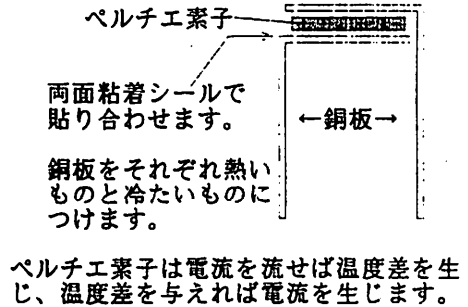 ペルチエ素子
両面粘着シールで
貼り合わせます。
←銅板→
銅板をそれぞれ熱い
ものと冷たいものに
つけます。
ペルチエ素子は電流を流せば温度差を生
じ、温度差を与えれば電流を生じます。